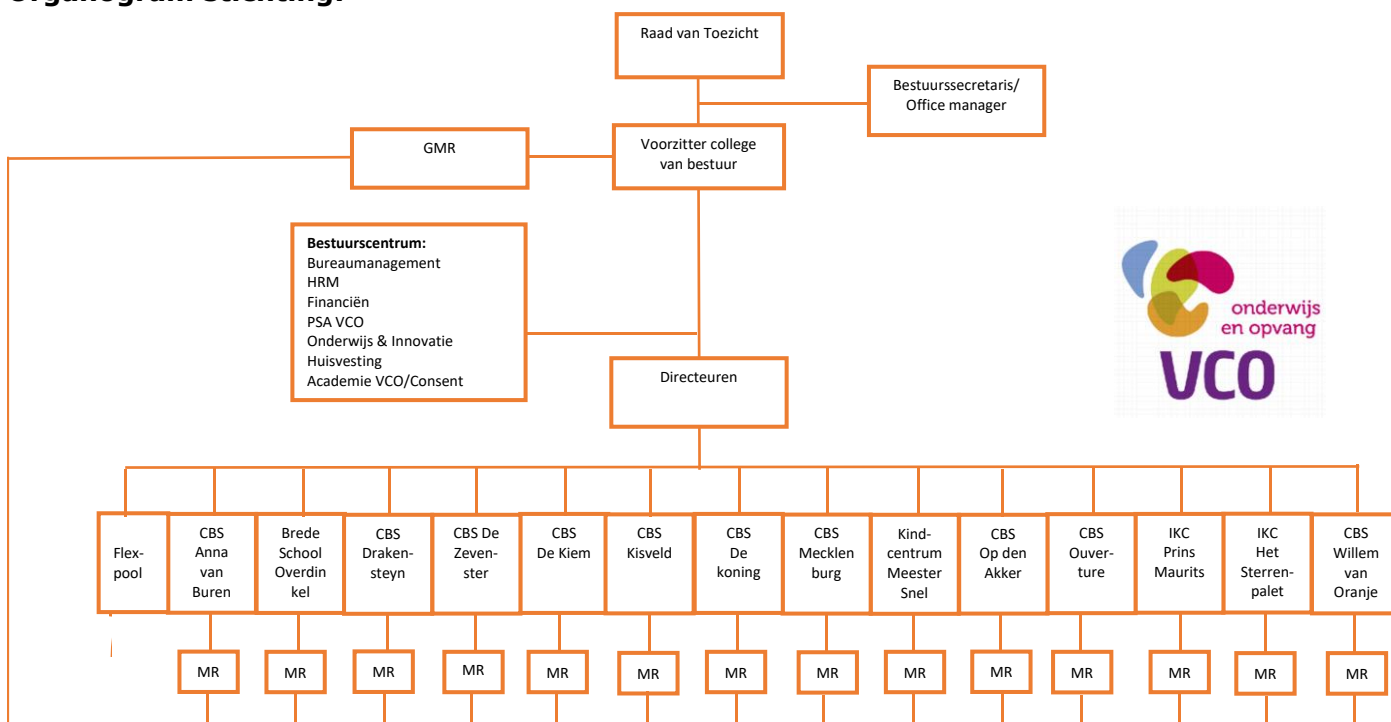 Organogram Stichting:
Raad van Toezicht
Bestuurssecretaris/
Office manager
GMR
Voorzitter college
van bestuur
Bestuurscentrum:
Bureaumanagement
HRM
Financiën
PSA VCO
Onderwijs & Innovatie
Huisvesting
Academie VCO/Consent
onderwijs
en opvang
VCO
Directeuren
Flex-
pool
CBS
Anna
van
Buren
Brede
School
Overdin
kel
CBS
Draken-
steyn
CBS De
Zeven-
ster
CBS
De Kiem
CBS
Kisveld
CBS
De
koning
CBS
Mecklen
burg
Kind-
centrum
Meester
Snel
CBS
Op den
Akker
CBS
Ouver-
ture
IKC
Prins
Maurits
IKC
Het
Sterren-
palet
CBS
Willem
van
Oranje
MR
MR
MR
MR
MR
MR
MR
MR
MR
MR
MR
MR
MR
MR